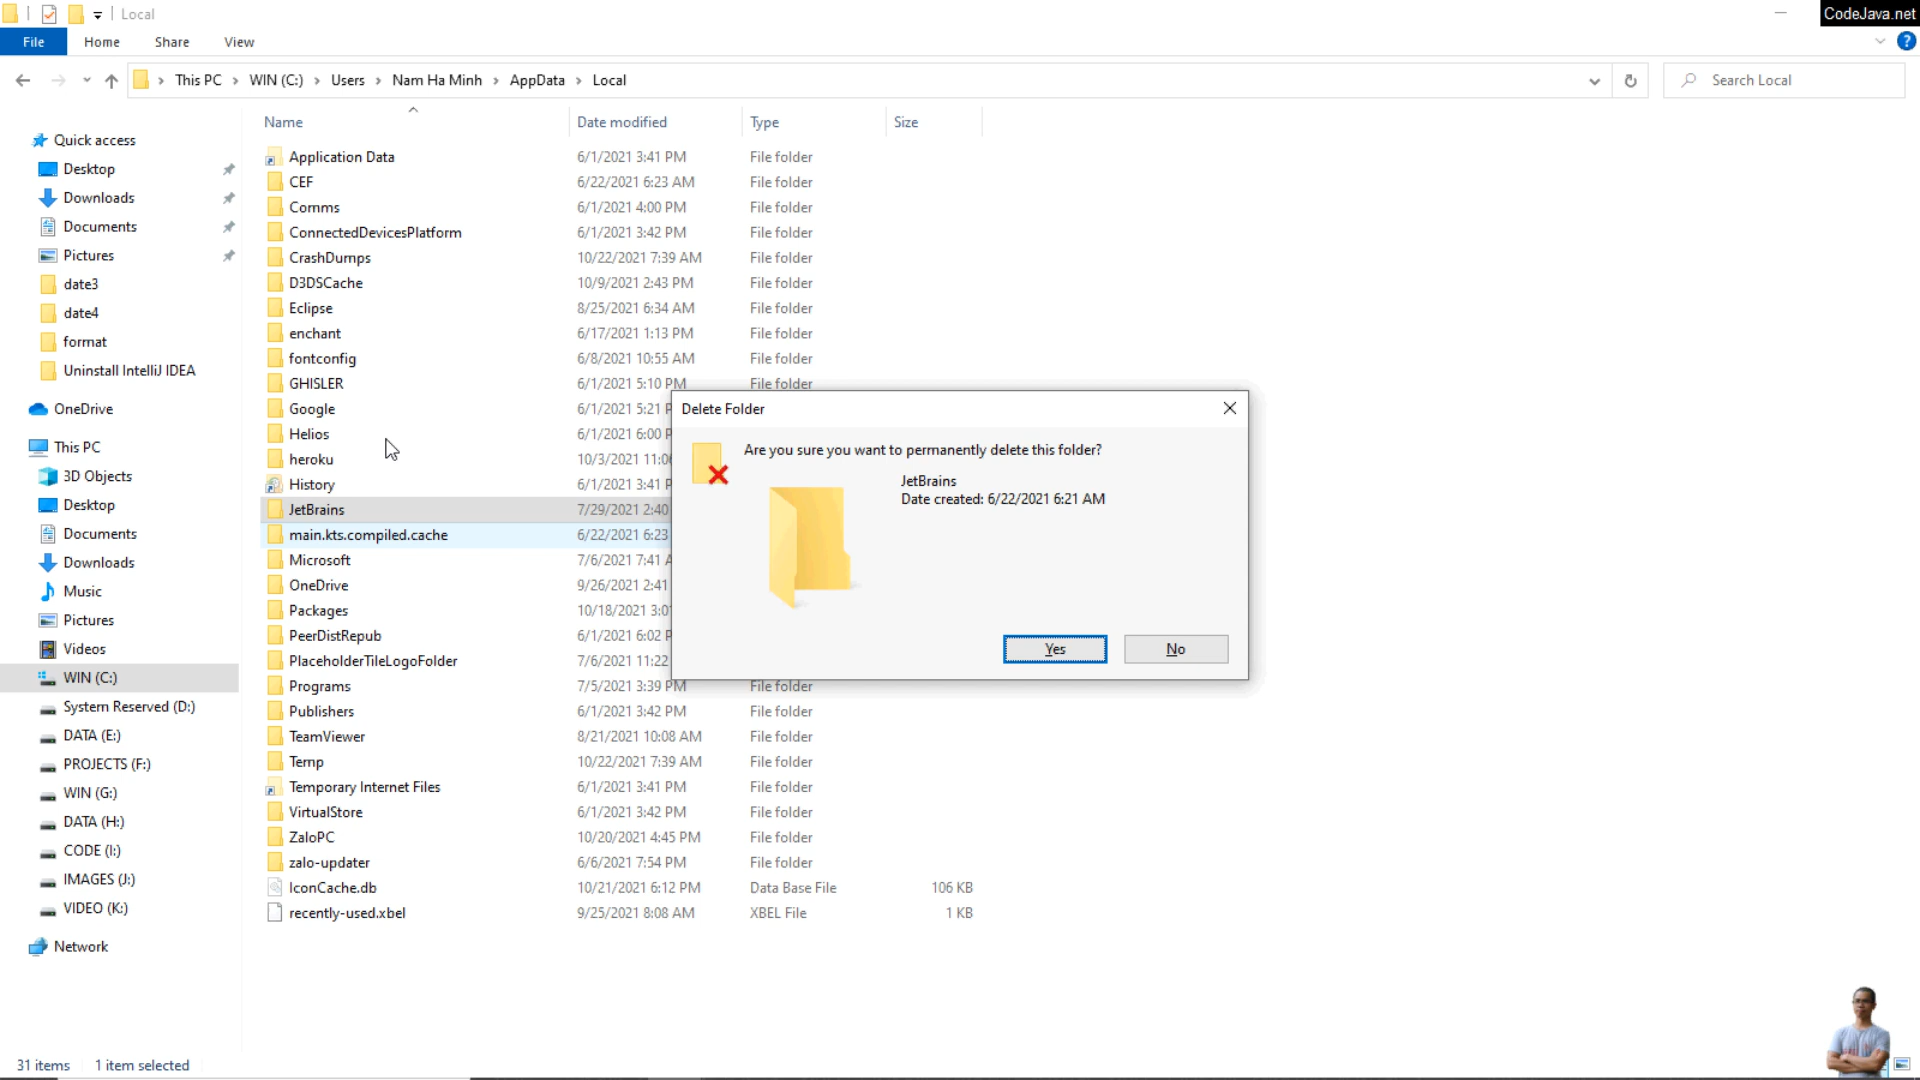 Local
CodeJava.net
File Home Share View
This PC WIN (C:) Users Nam Ha Minh AppData Local
Search Local
Quick access
Desktop
Downloads
Documents
Pictures
date3
date4
format
Uninstall IntelliJ IDEA
OneDrive
This PC
3D Objects
Desktop
Documents
Downloads
Music
Pictures
Videos
WIN (C:)
System Reserved (D:)
DATA (E:)
PROJECTS (F:)
WIN (G:)
DATA (H:)
CODE (I:)
IMAGES (J:)
VIDEO (K:)
Network
Name Date modified Type Size
Application Data 6/1/2021 3:41 PM File folder
CEF 6/22/2021 6:23 AM File folder
Comms 6/1/2021 4:00 PM File folder
ConnectedDevicesPlatform 6/1/2021 3:42 PM File folder
CrashDumps 10/22/2021 7:39 AM File folder
D3DSCache 10/9/2021 2:43 PM File folder
Eclipse 8/25/2021 6:34 AM File folder
enchant 6/17/2021 1:13 PM File folder
fontconfig 6/8/2021 10:55 AM File folder
GHISLER 6/1/2021 5:10 PM File folder
Google 6/1/2021 5:21
Helios 6/1/2021 6:00
heroku 10/3/2021
History 6/1/2021 3:41
JetBrains 7/29/2021 2:40
main.kts.compiled.cache 6/22/2021 6:23
Microsoft 7/6/2021 7:41
OneDrive 9/26/2021 2:41
Packages 10/18/2021
PeerDistRepub 6/1/2021 6:02
PlaceholderTileLogoFolder 7/6/2021 11:22
Programs 7/5/2021 3:39 PM File folder
Publishers 6/1/2021 3:42 PM File folder
TeamViewer 8/21/2021 10:08 AM File folder
Temp 10/22/2021 7:39 AM File folder
Temporary Internet Files 6/1/2021 3:41 PM File folder
VirtualStore 6/1/2021 3:42 PM File folder
ZaloPC 10/20/2021 4:45 PM File folder
zalo-updater 6/6/2021 7:54 PM File folder
IconCache.db 10/21/2021 6:12 PM Data Base File 106 KB
recently-used.xbel 9/25/2021 8:08 AM XBEL File 1 KB
Delete Folder
Are you sure you want to permanently delete this folder?
JetBrains
Date created: 6/22/2021 6:21 AM
Yes No
31 items 1 item selected